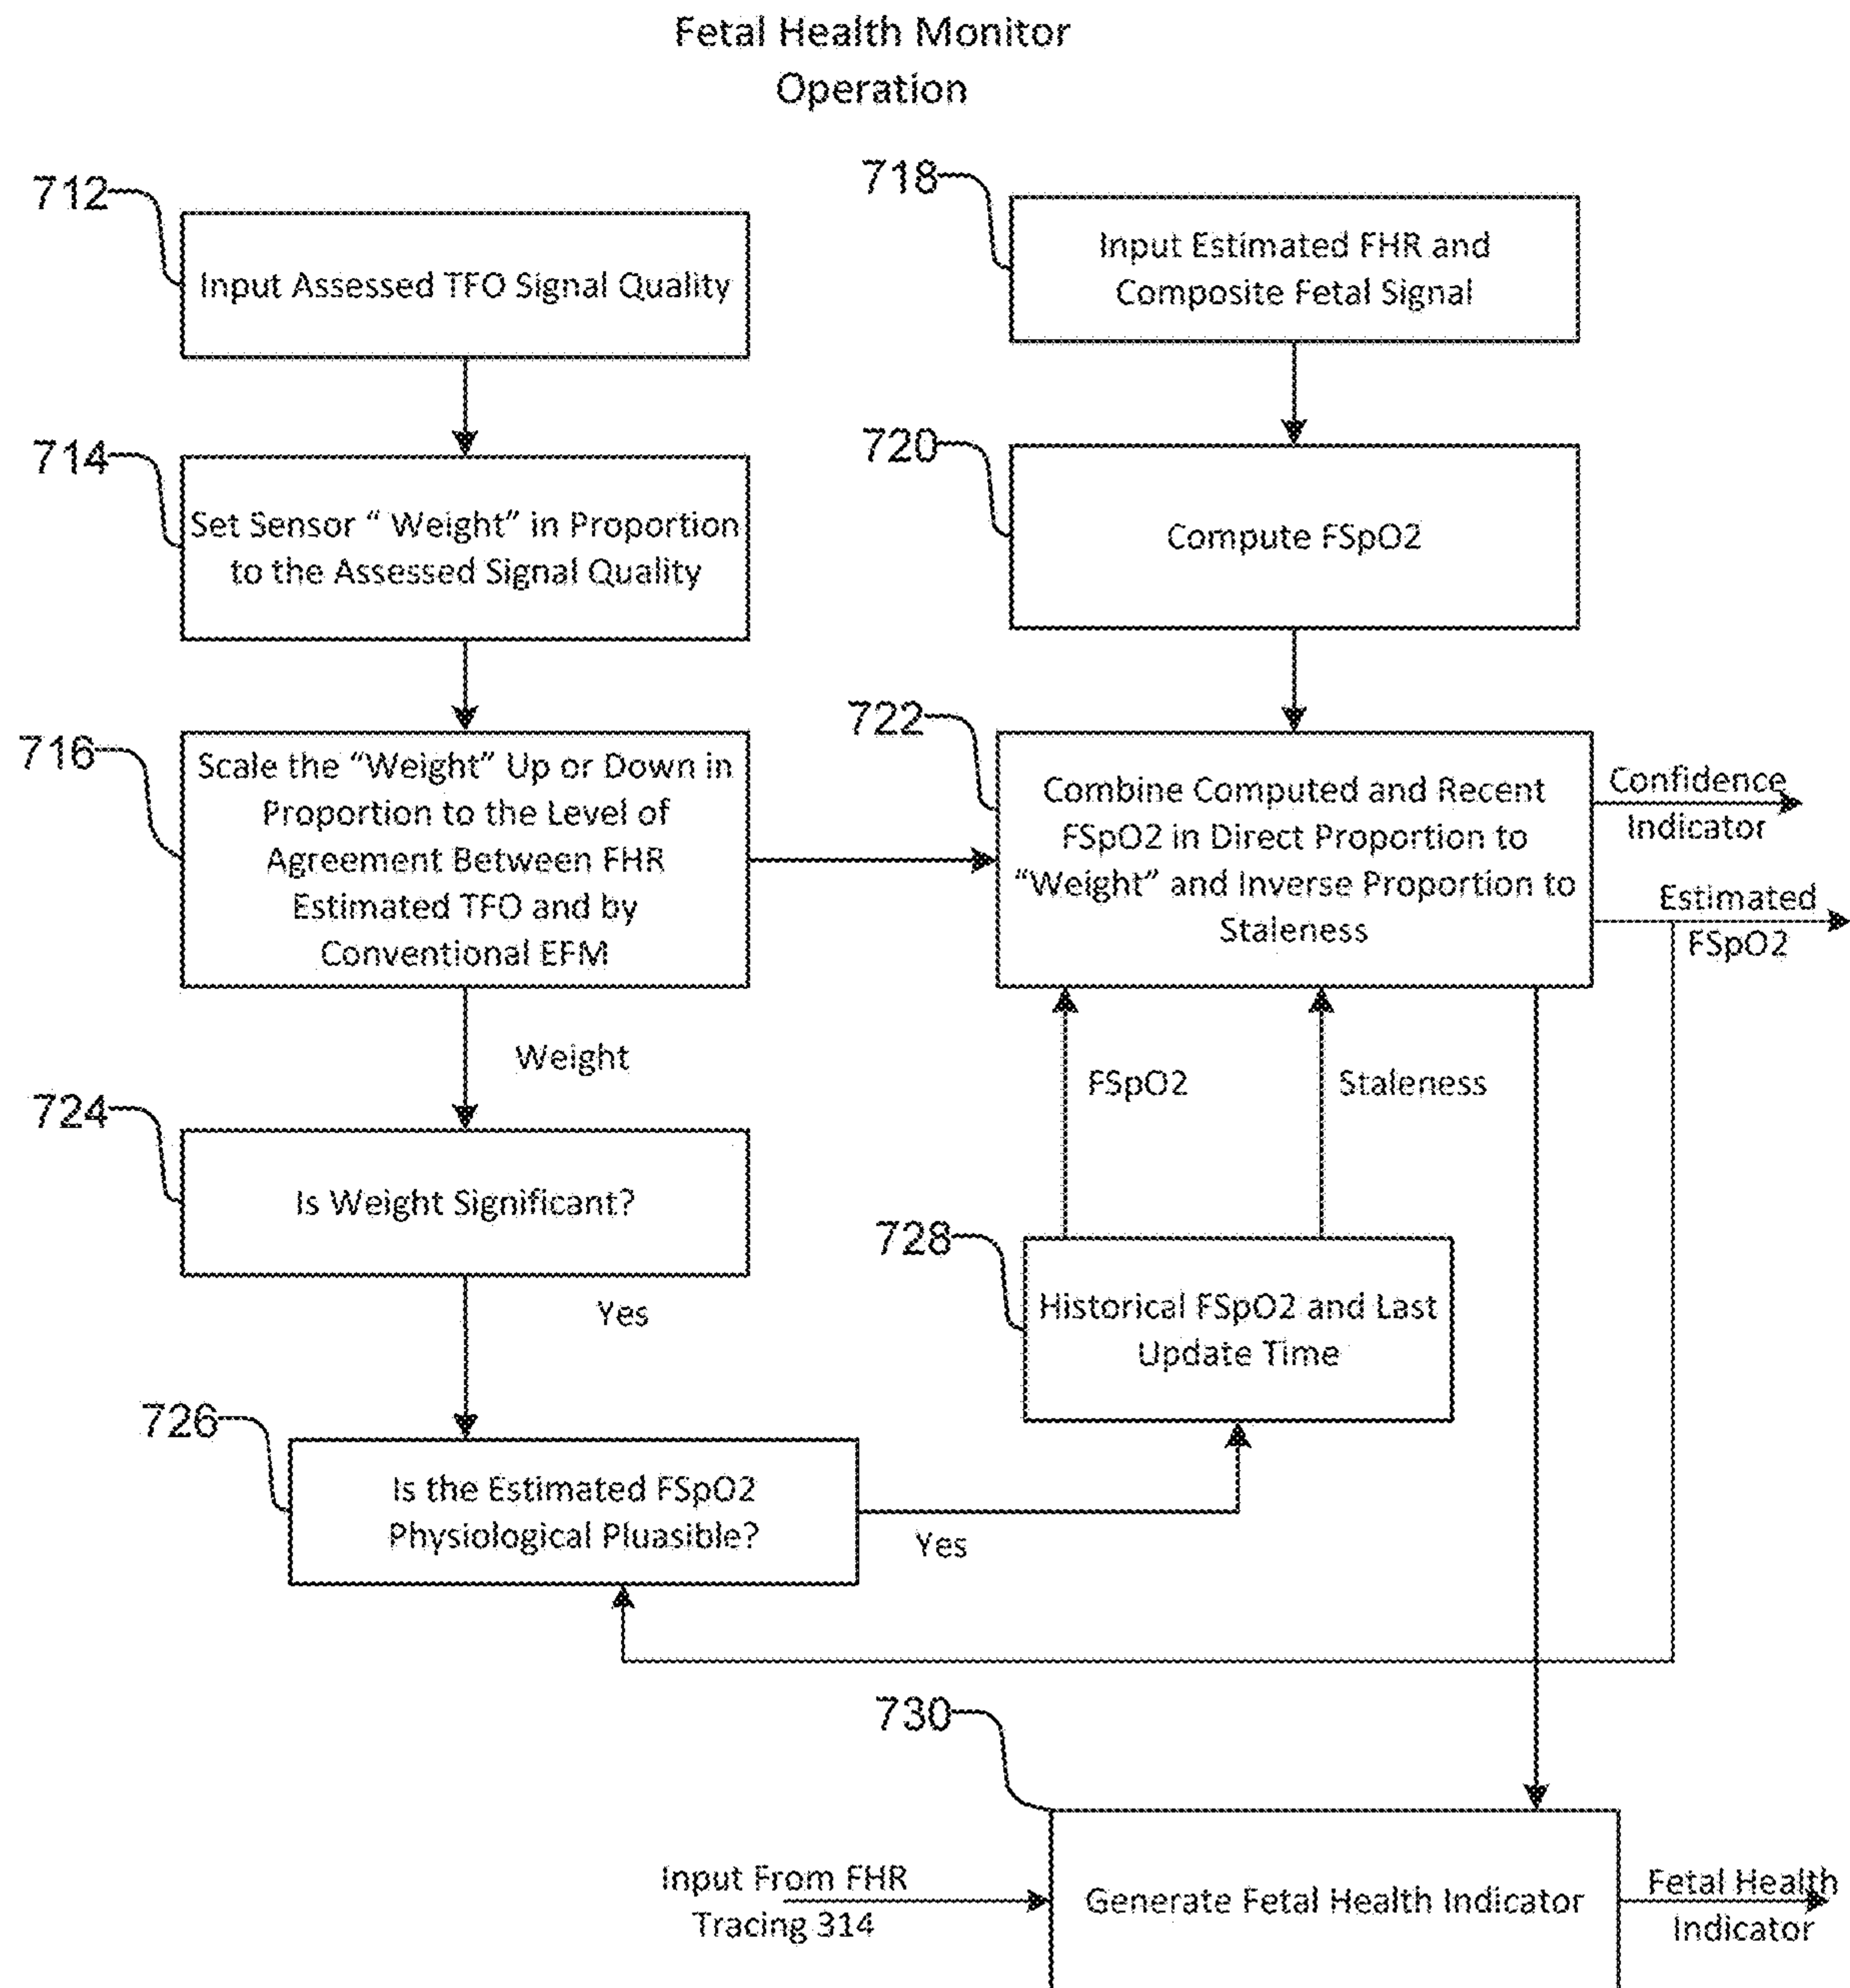 Fetal Health Monitor
Operation
712
Input Assessed TFO Signal Quality
718
Input Estimated FHR and
Composite Fetal Signal
714
Set Sensor “ Weight” in Proportion
to the Assessed Signal Quality
720
Compute FSpO2
716
Scale the “Weight” Up or Down in
Proportion to the Level of
Agreement Between FHR
Estimated TFO and by
Conventional EFM
722
Combine Computed and Recent
FSpO2 in Direct Proportion to
“Weight” and Inverse Proportion to
Staleness
Confidence
Indicator
Estimated
FSpO2
Weight
FSpO2
Staleness
724
Is Weight Significant?
Yes
728
Historical FSpO2 and Last
Update Time
726
Is the Estimated FSpO2
Physiological Pluasible?
Yes
730
Input From FHR
Tracing 314
Generate Fetal Health Indicator
Fetal Health
Indicator